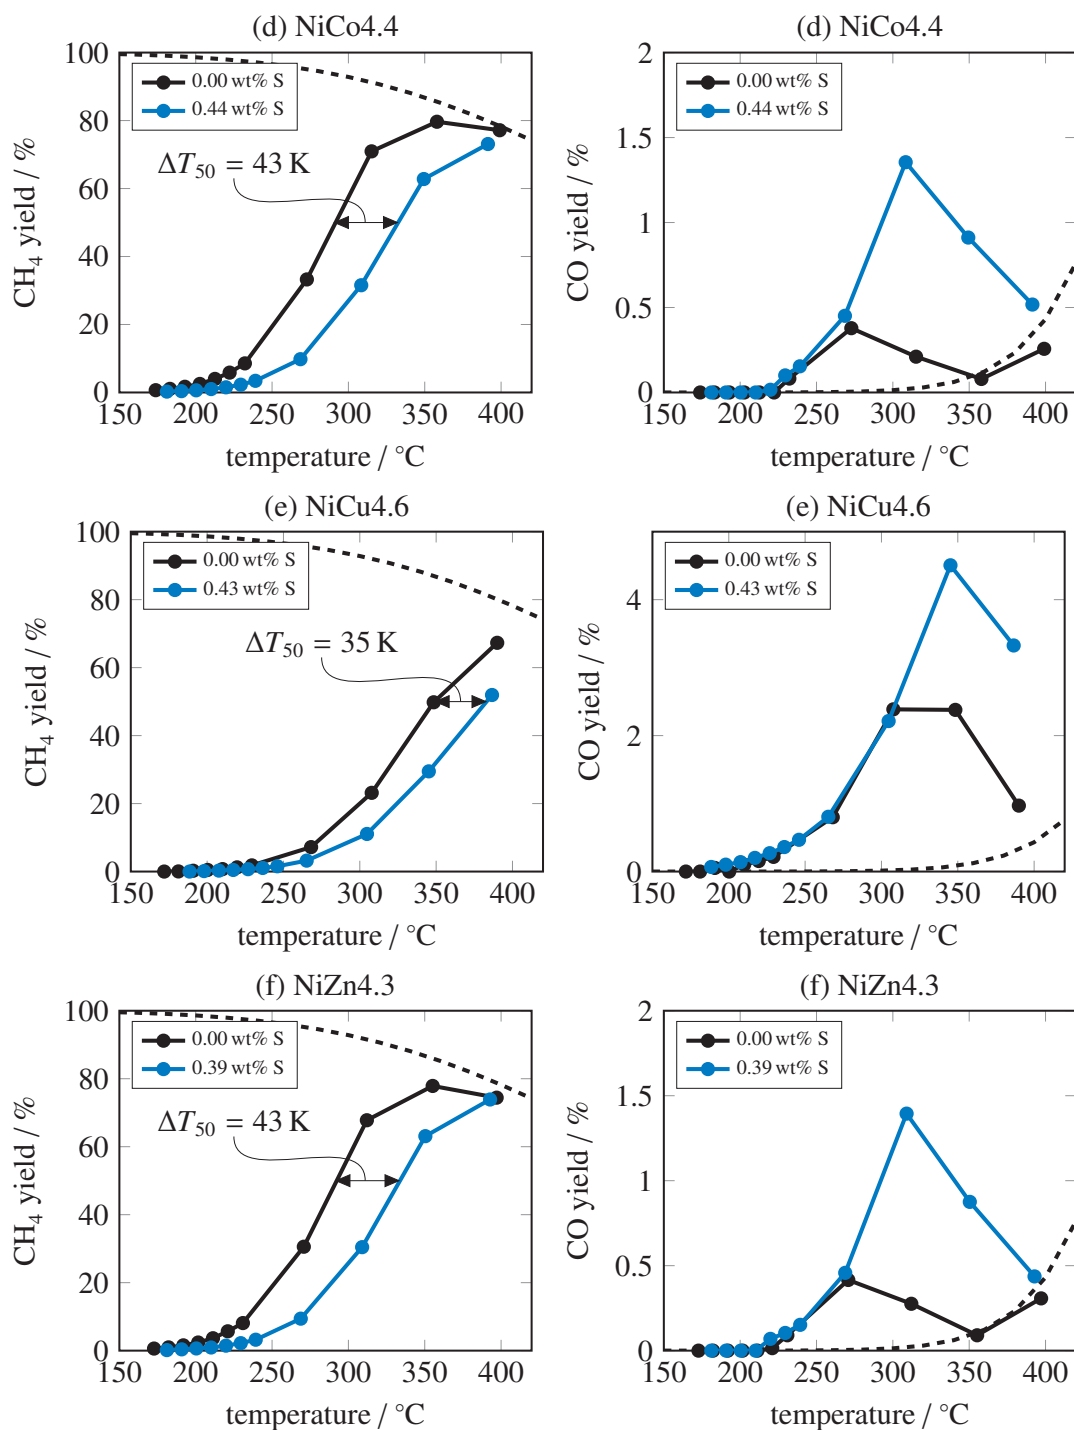 (d) NiCo4.4
CH₄ yield / %
100
80
60
40
20
0
0.00 wt% S
0.44 wt% S
ΔT₅₀ = 43 K
150 200 250 300 350 400
temperature / °C
(d) NiCo4.4
CO yield / %
2
1.5
1
0.5
0
0.00 wt% S
0.44 wt% S
150 200 250 300 350 400
temperature / °C
(e) NiCu4.6
CH₄ yield / %
100
80
60
40
20
0
0.00 wt% S
0.43 wt% S
ΔT₅₀ = 35 K
150 200 250 300 350 400
temperature / °C
(e) NiCu4.6
CO yield / %
4
2
0
0.00 wt% S
0.43 wt% S
150 200 250 300 350 400
temperature / °C
(f) NiZn4.3
CH₄ yield / %
100
80
60
40
20
0
0.00 wt% S
0.39 wt% S
ΔT₅₀ = 43 K
150 200 250 300 350 400
temperature / °C
(f) NiZn4.3
CO yield / %
2
1.5
1
0.5
0
0.00 wt% S
0.39 wt% S
150 200 250 300 350 400
temperature / °C